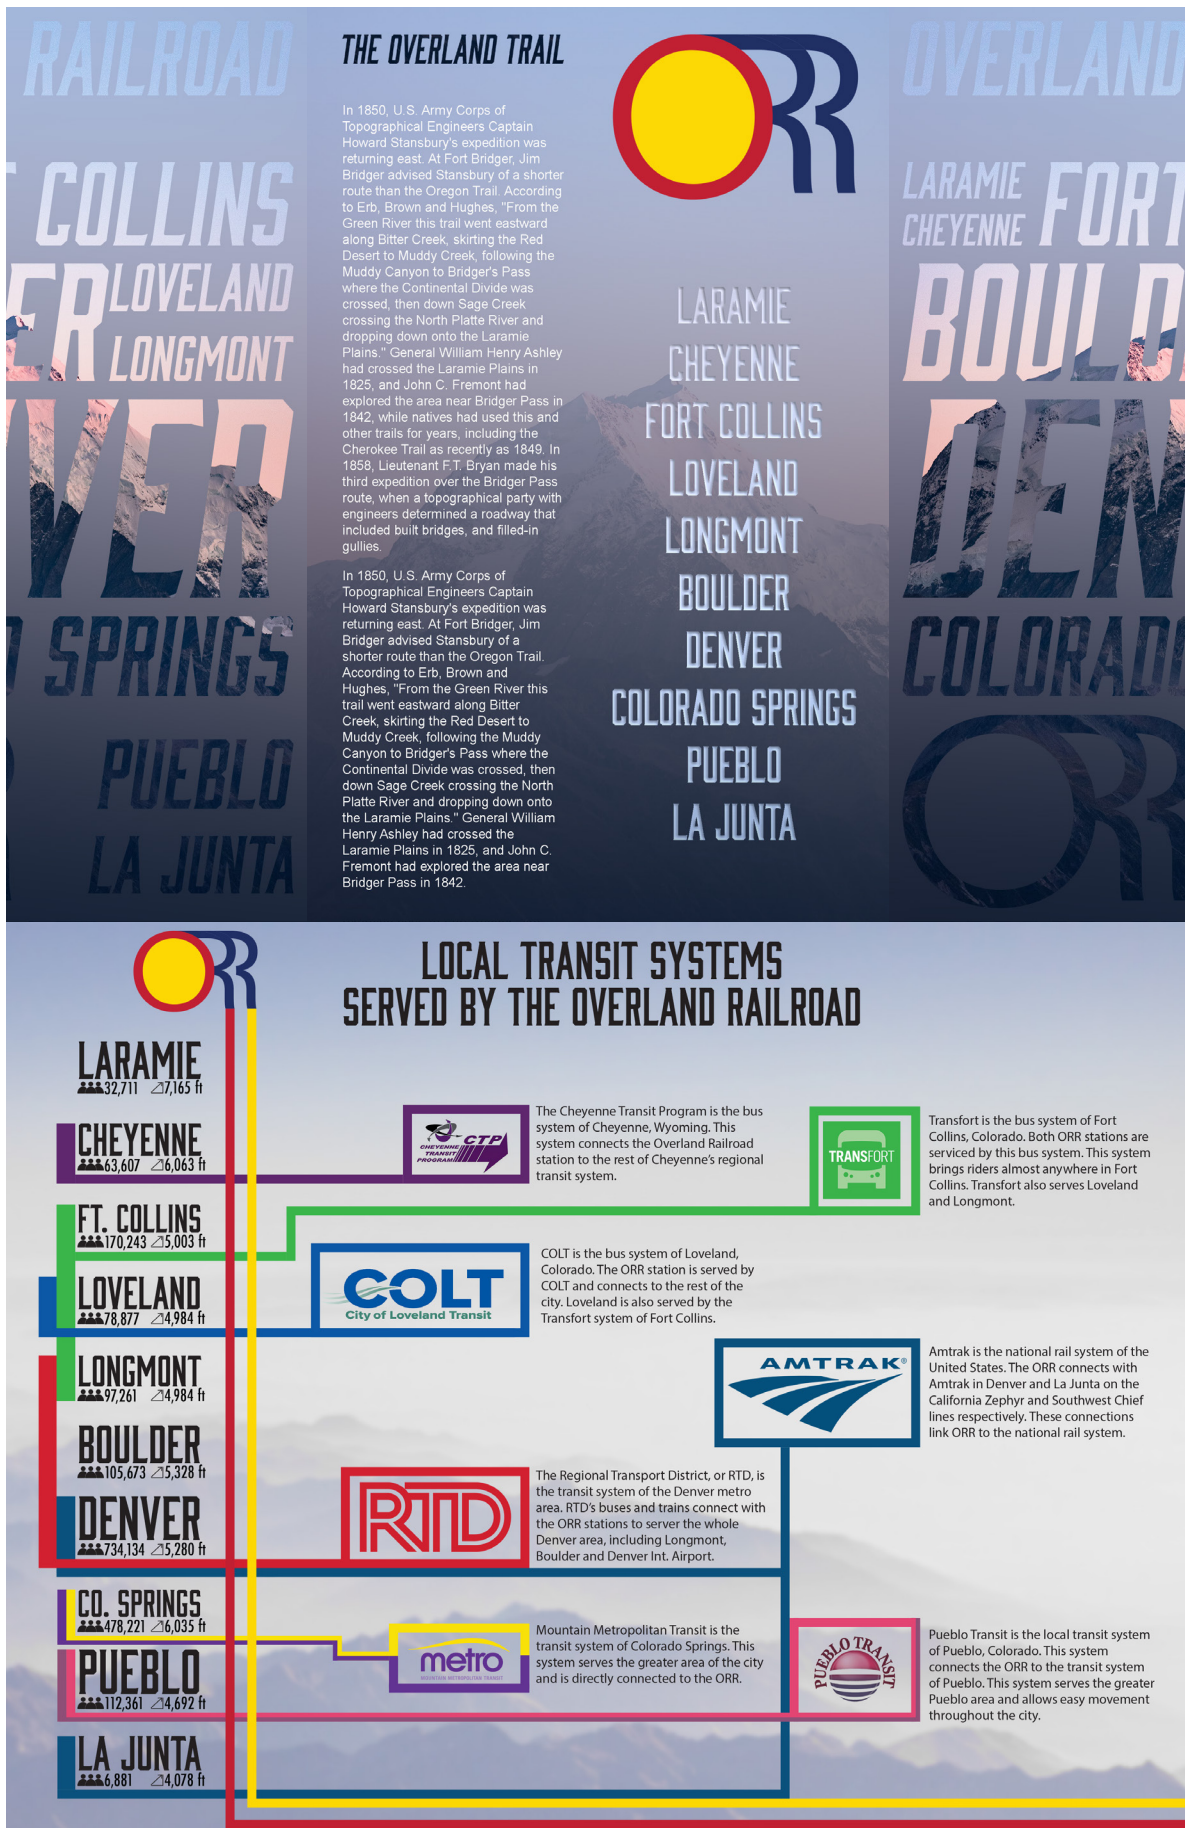 RAILROAD
COLLINS
ER LOVELAND
LONGMONT
VER
SPRINGS
PUEBLO
LA JUNTA
THE OVERLAND TRAIL
In 1850, U.S. Army Corps of
Topographical Engineers Captain
Howard Stansbury's expedition was
returning east. At Fort Bridger, Jim
Bridger advised Stansbury of a shorter
route than the Oregon Trail. According
to Erb, Brown and Hughes, "From the
Green River this trail went eastward
along Bitter Creek, skirting the Red
Desert to Muddy Creek, following the
Muddy Canyon to Bridger's Pass
where the Continental Divide was
crossed, then down Sage Creek
crossing the North Platte River and
dropping down onto the Laramie
Plains." General William Henry Ashley
had crossed the Laramie Plains in
1825, and John C. Fremont had
explored the area near Bridger Pass in
1842, while natives had used this and
other trails for years, including the
Cherokee Trail as recently as 1849. In
1858, Lieutenant F.T. Bryan made his
third expedition over the Bridger Pass
route, when a topographical party with
engineers determined a roadway that
included built bridges, and filled-in
gullies.
In 1850, U.S. Army Corps of
Topographical Engineers Captain
Howard Stansbury's expedition was
returning east. At Fort Bridger, Jim
Bridger advised Stansbury of a
shorter route than the Oregon Trail.
According to Erb, Brown and
Hughes, "From the Green River this
trail went eastward along Bitter
Creek, skirting the Red Desert to
Muddy Creek, following the Muddy
Canyon to Bridger's Pass where the
Continental Divide was crossed, then
down Sage Creek crossing the North
Platte River and dropping down onto
the Laramie Plains." General William
Henry Ashley had crossed the
Laramie Plains in 1825, and John C.
Fremont had explored the area near
Bridger Pass in 1842.
ORR
LARAMIE
CHEYENNE
FORT COLLINS
LOVELAND
LONGMONT
BOULDER
DENVER
COLORADO SPRINGS
PUEBLO
LA JUNTA
OVERLAND
LARAMIE
CHEYENNE
FORT
BOULD
DEN
COLORADO
ORR
ORR
LOCAL TRANSIT SYSTEMS
SERVED BY THE OVERLAND RAILROAD
LARAMIE
32,711 7,165 ft
CHEYENNE
63,607 6,063 ft
FT. COLLINS
170,243 5,003 ft
LOVELAND
78,877 4,984 ft
LONGMONT
97,261 4,984 ft
BOULDER
105,673 5,328 ft
DENVER
734,134 5,280 ft
CO. SPRINGS
478,221 6,035 ft
PUEBLO
112,361 4,692 ft
LA JUNTA
6,881 4,078 ft
CHEYENNE
TRANSIT
PROGRAM
CTP
The Cheyenne Transit Program is the bus
system of Cheyenne, Wyoming. This
system connects the Overland Railroad
station to the rest of Cheyenne's regional
transit system.
TRANSFORT
Transfort is the bus system of Fort
Collins, Colorado. Both ORR stations are
serviced by this bus system. This system
brings riders almost anywhere in Fort
Collins. Transfort also serves Loveland
and Longmont.
COLT
City of Loveland Transit
COLT is the bus system of Loveland,
Colorado. The ORR station is served by
COLT and connects to the rest of the
city. Loveland is also served by the
Transfort system of Fort Collins.
AMTRAK®
Amtrak is the national rail system of the
United States. The ORR connects with
Amtrak in Denver and La Junta on the
California Zephyr and Southwest Chief
lines respectively. These connections
link ORR to the national rail system.
RTD
The Regional Transport District, or RTD, is
the transit system of the Denver metro
area. RTD's buses and trains connect with
the ORR stations to server the whole
Denver area, including Longmont,
Boulder and Denver Int. Airport.
metro
MOUNTAIN METROPOLITAN TRANSIT
Mountain Metropolitan Transit is the
transit system of Colorado Springs. This
system serves the greater area of the city
and is directly connected to the ORR.
PUEBLO TRANSIT
Pueblo Transit is the local transit system
of Pueblo, Colorado. This system
connects the ORR to the transit system
of Pueblo. This system serves the greater
Pueblo area and allows easy movement
throughout the city.